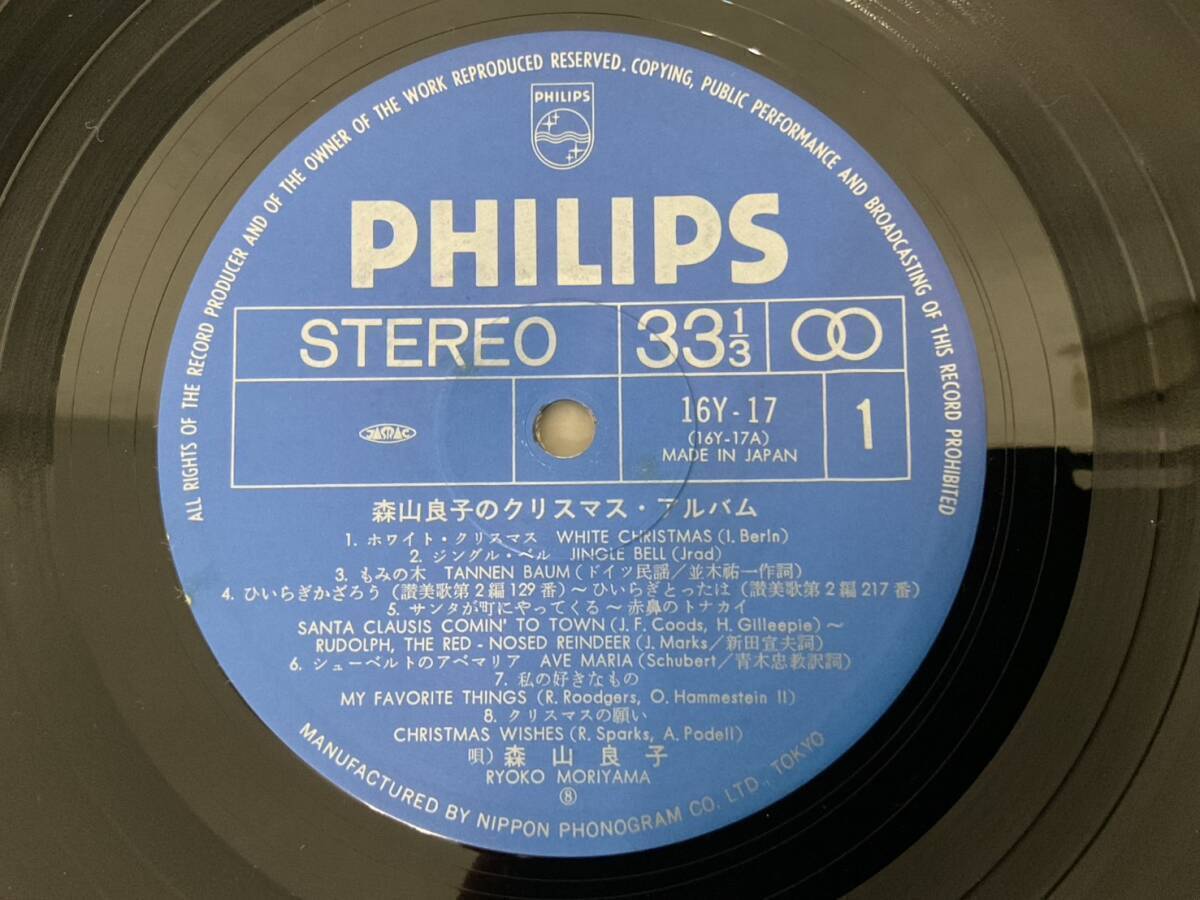 ALL RIGHTS OF THE RECORD PRODUCER AND OF THE OWNER OF THE WORK REPRODUCED RESERVED. COPYING, PUBLIC PERFORMANCE AND BROADCASTING OF THIS RECORD PROHIBITED
PHILIPS
PHILIPS
STEREO 33 1/3
JASRAC 16Y-17 1
(16Y-17A)
MADE IN JAPAN
森山良子のクリスマス・アルバム
1. ホワイト・クリスマス WHITE CHRISTMAS (I. Berln)
2. ジングル・ベル JINGLE BELL (Jrad)
3. もみの木 TANNEN BAUM (ドイツ民謡/並木祐一作詞)
4. ひいらぎかざろう (讃美歌第2編129番)~ひいらぎとったは (讃美歌第2編217番)
5. サンタが町にやってくる~赤鼻のトナカイ
SANTA CLAUSIS COMIN' TO TOWN (J. F. Coods, H. Gilleepie)~
RUDOLPH, THE RED-NOSED REINDEER (J. Marks/新田宣夫詞)
6. シューベルトのアベマリア AVE MARIA (Schubert/青木忠教訳詞)
7. 私の好きなもの
MY FAVORITE THINGS (R. Roodgers, O. Hammestein II)
8. クリスマスの願い
CHRISTMAS WISHES (R. Sparks, A. Podell)
唄) 森山良子
RYOKO MORIYAMA
⑧
MANUFACTURED BY NIPPON PHONOGRAM CO. LTD., TOKYO